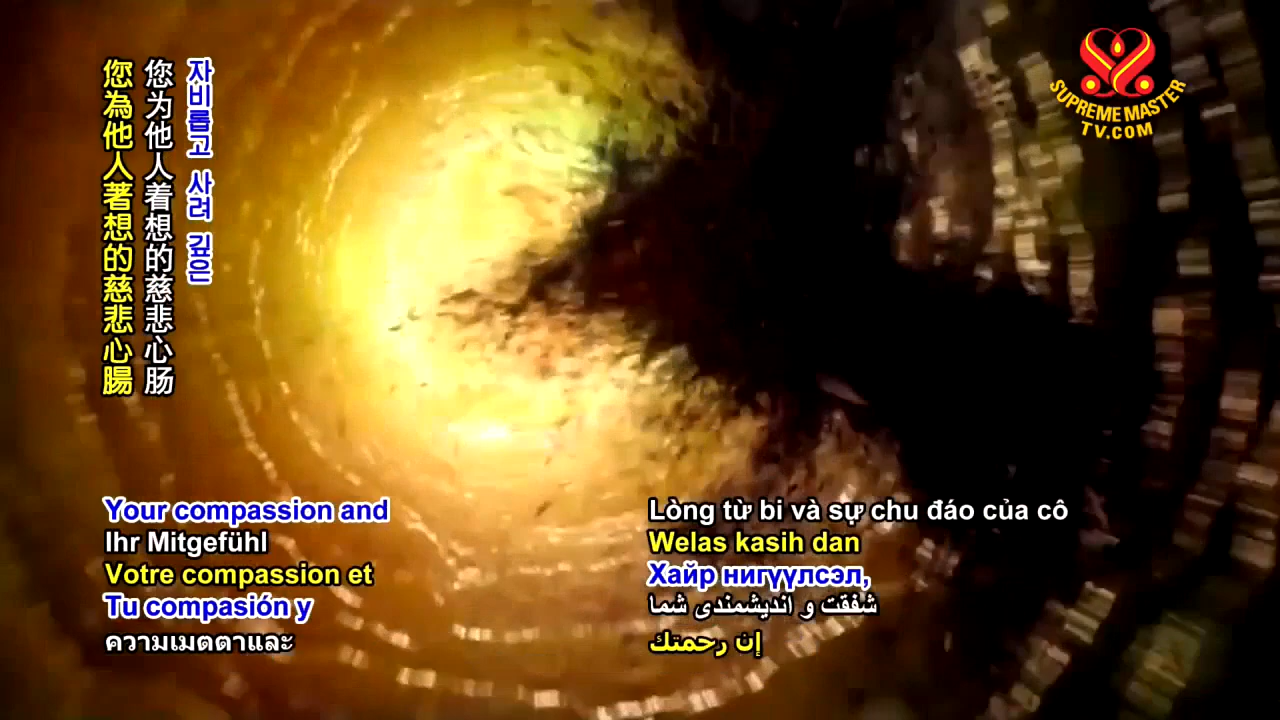 您為他人著想的慈悲心腸
您为他人着想的慈悲心肠
자비롭고 사려 깊은
SUPREME MASTER
TV.COM
Your compassion and
Ihr Mitgefühl
Votre compassion et
Tu compasión y
ความเมตตาและ
Lòng từ bi và sự chu đáo của cô
Welas kasih dan
Хайр нигүүлсэл,
شفقت و اندیشمندی شما
إن رحمتك